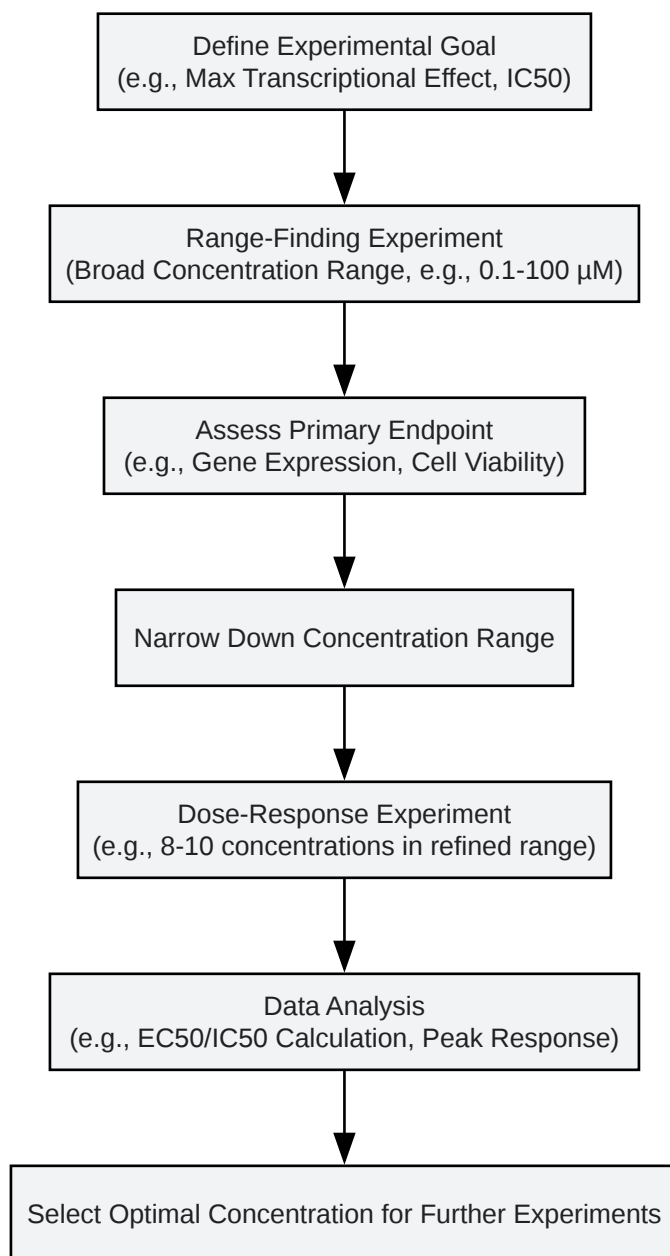 Define Experimental Goal
(e.g., Max Transcriptional Effect, IC50)
Range-Finding Experiment
(Broad Concentration Range, e.g., 0.1-100 µM)
Assess Primary Endpoint
(e.g., Gene Expression, Cell Viability)
Narrow Down Concentration Range
Dose-Response Experiment
(e.g., 8-10 concentrations in refined range)
Data Analysis
(e.g., EC50/IC50 Calculation, Peak Response)
Select Optimal Concentration for Further Experiments